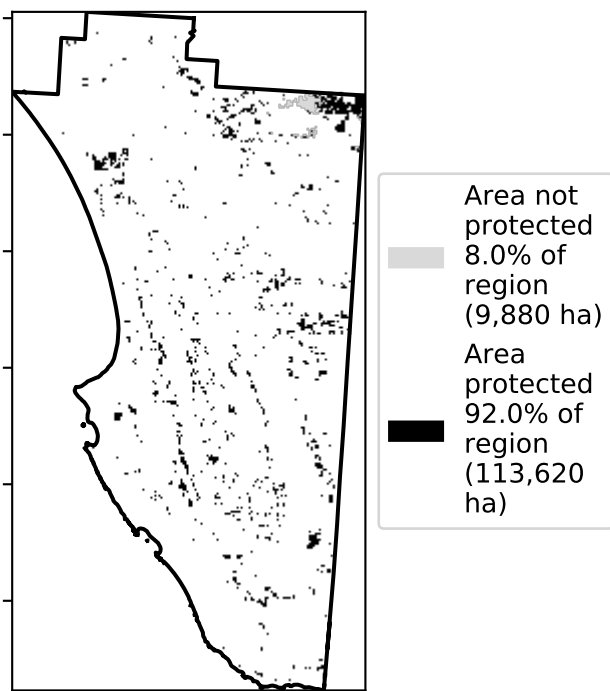 Area not
protected
8.0% of
region
(9,880 ha)
Area
protected
92.0% of
region
(113,620
ha)